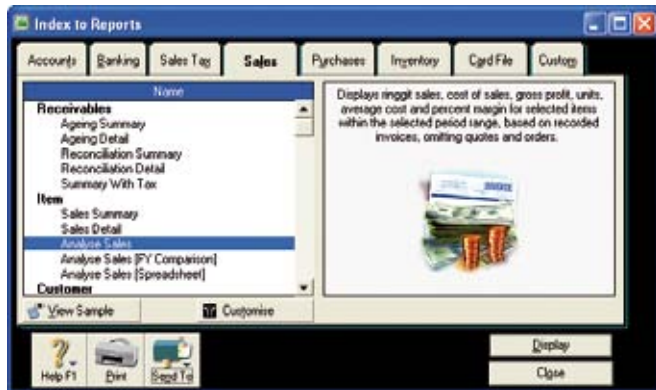 Index to Reports
Accounts Banking Sales Tax Sales Purchases Inventory Card File Custom
Name
Receivables
Ageing Summary
Ageing Detail
Reconciliation Summary
Reconciliation Detail
Summary With Tax
Item
Sales Summary
Sales Detail
Analyse Sales
Analyse Sales [FY Comparison]
Analyse Sales [Spreadsheet]
Customer
Displays ringgit sales, cost of sales, gross profit, units,
average cost and percent margin for selected items
within the selected period range, based on recorded
invoices, omitting quotes and orders.
INVOICE
View Sample Customise
Help F1 Print Send To
Display
Close